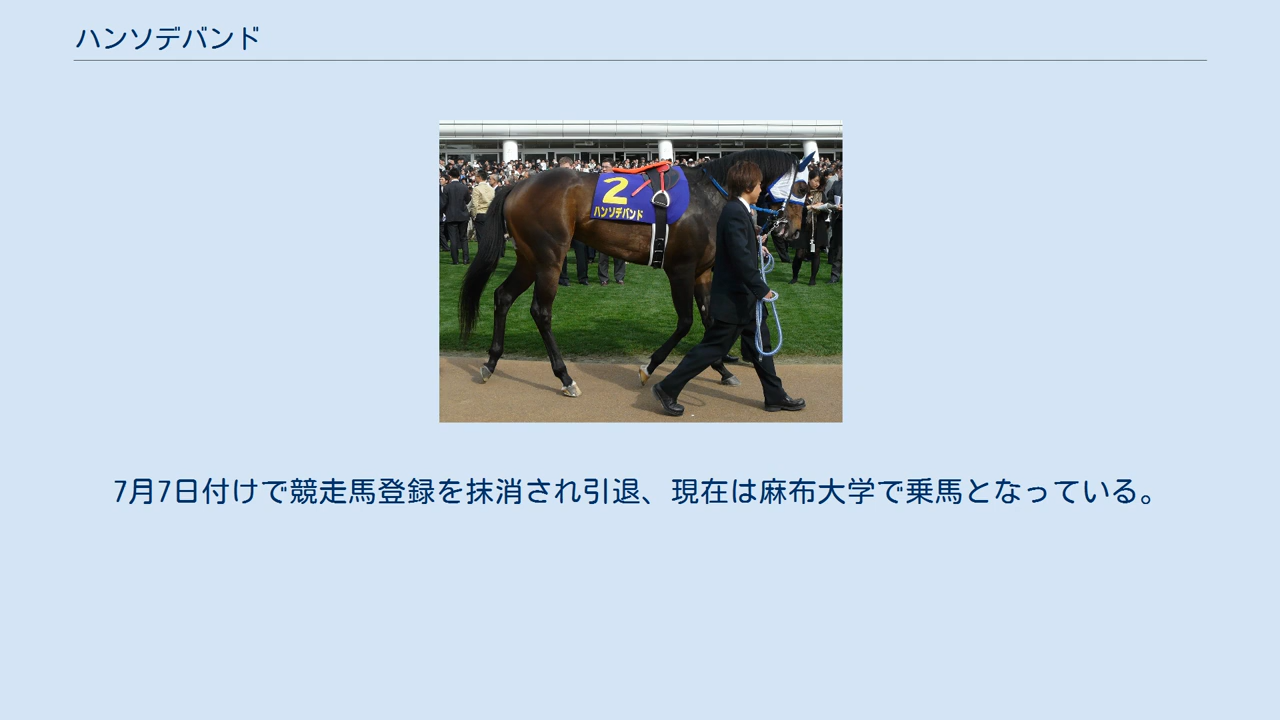 ハンソデバンド
2
ハンソデバンド
7月7日付けで競走馬登録を抹消され引退、現在は麻布大学で乗馬となっている。